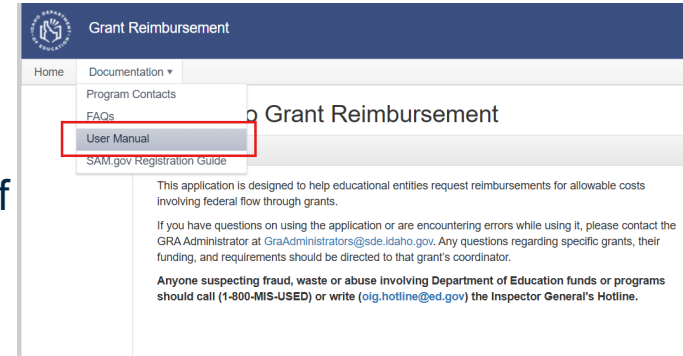 IDAHO DEPARTMENT
OF EDUCATION
Grant Reimbursement
Home Documentation ▾
Program Contacts
FAQs
o Grant Reimbursement
User Manual
SAM.gov Registration Guide
f
This application is designed to help educational entities request reimbursements for allowable costs
involving federal flow through grants.
If you have questions on using the application or are encountering errors while using it, please contact the
GRA Administrator at GraAdministrators@sde.idaho.gov. Any questions regarding specific grants, their
funding, and requirements should be directed to that grant's coordinator.
Anyone suspecting fraud, waste or abuse involving Department of Education funds or programs
should call (1-800-MIS-USED) or write (oig.hotline@ed.gov) the Inspector General's Hotline.